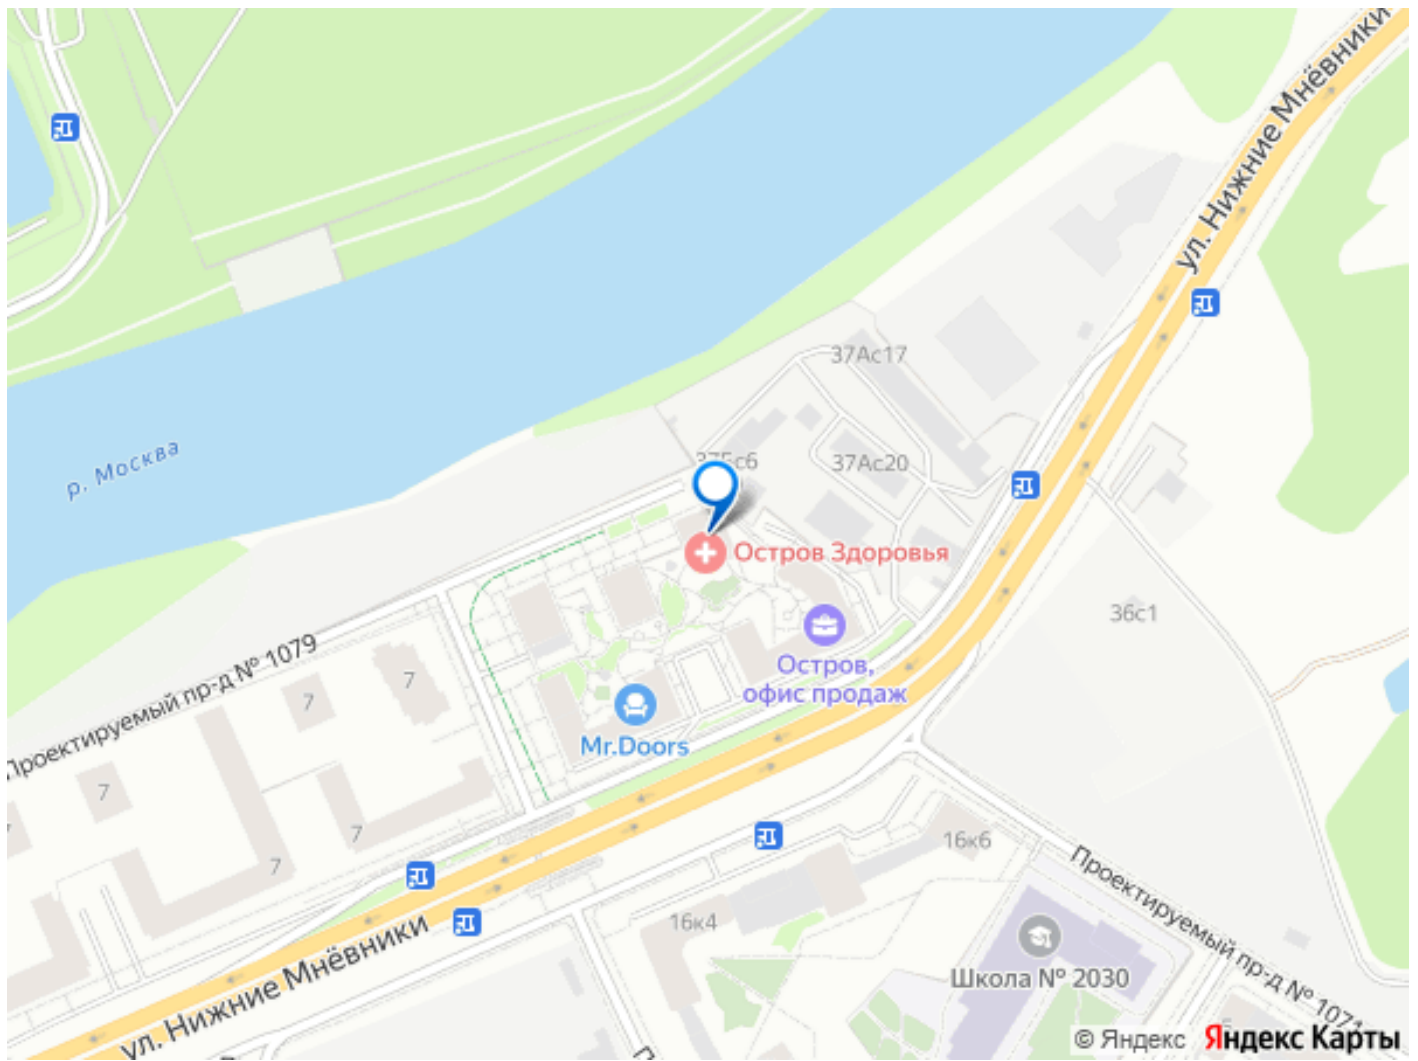 ул. Нижние Мнёвники
37Ас17
37Ас20
р. Москва
Остров Здоровья
36с1
Остров,
офис продаж
Проектируемый пр-д № 1079
7
7
7
7
7
Mr.Doors
16к6
16к4
Проектируемый пр-д № 1071
Школа № 2030
ул. Нижние Мнёвники
© Яндекс Яндекс Карты